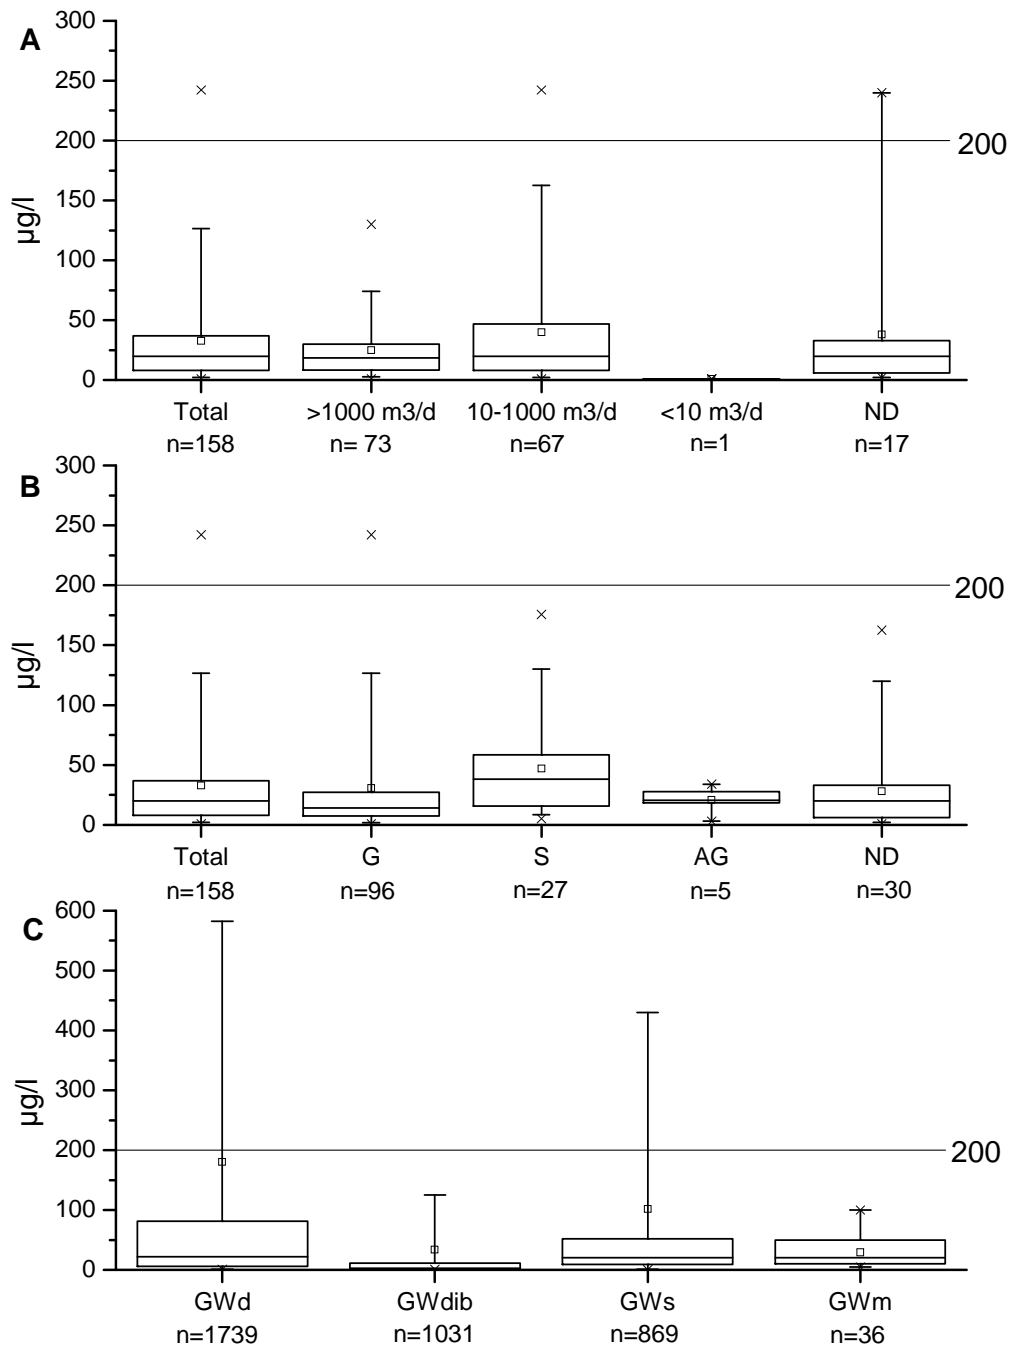 A
300
250
200
150
100
50
0
µg/l
200
Total >1000 m3/d 10-1000 m3/d <10 m3/d ND
n=158 n= 73 n=67 n=1 n=17
B
300
250
200
150
100
50
0
µg/l
200
Total G S AG ND
n=158 n=96 n=27 n=5 n=30
C
600
500
400
300
200
100
0
µg/l
200
GWd GWdib GWs GWm
n=1739 n=1031 n=869 n=36